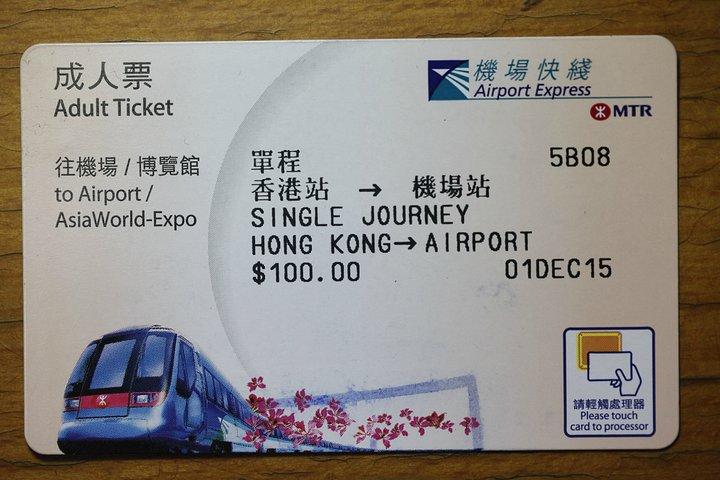 成人票
Adult Ticket
機場快綫
Airport Express
MTR
往機場 / 博覽館
to Airport /
AsiaWorld-Expo
單程 5B08
香港站 → 機場站
SINGLE JOURNEY
HONG KONG→AIRPORT
$100.00 01DEC15
請輕觸處理器
Please touch
card to processor